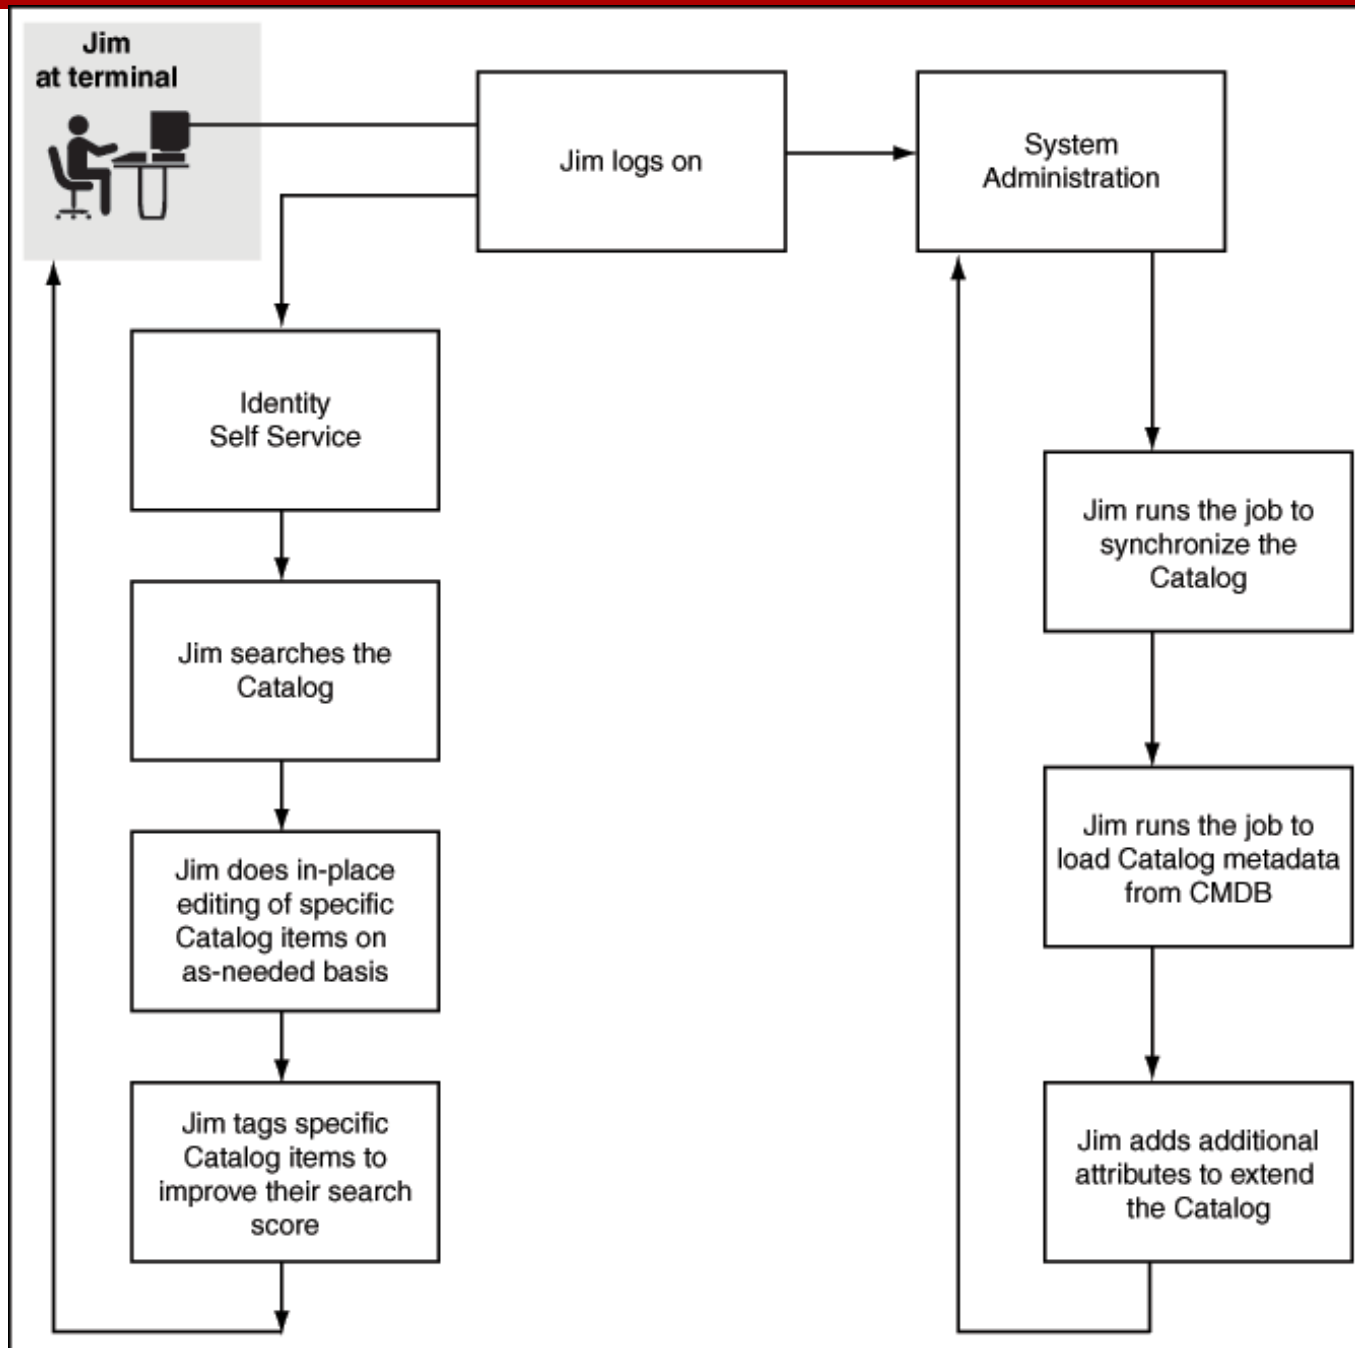 Jim
at terminal
Jim logs on
System
Administration
Identity
Self Service
Jim searches the
Catalog
Jim does in-place
editing of specific
Catalog items on
as-needed basis
Jim tags specific
Catalog items to
improve their search
score
Jim runs the job to
synchronize the
Catalog
Jim runs the job to
load Catalog metadata
from CMDB
Jim adds additional
attributes to extend
the Catalog